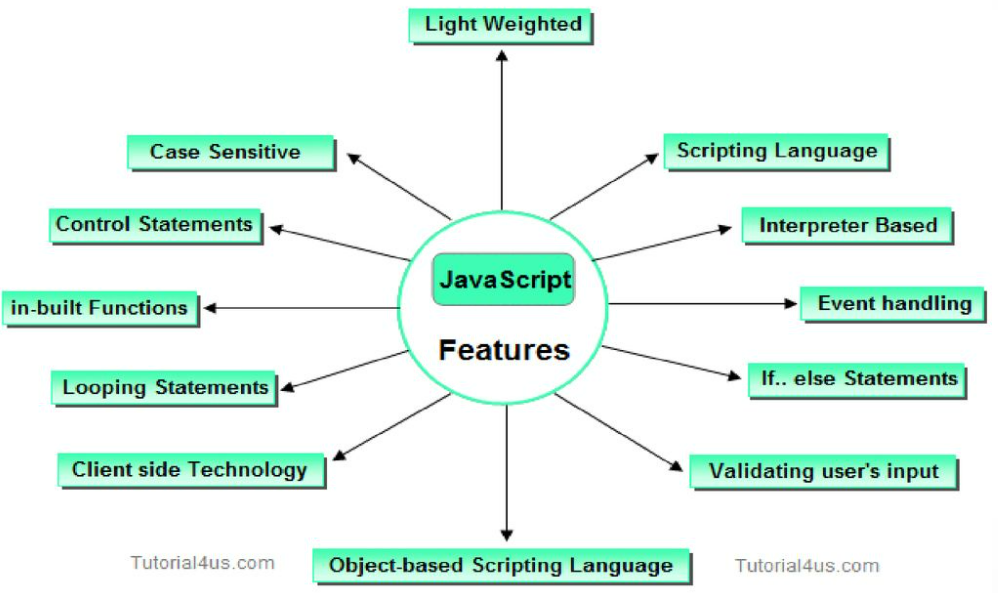 Light Weighted
Case Sensitive
Scripting Language
Control Statements
Interpreter Based
JavaScript
Features
in-built Functions
Event handling
Looping Statements
If.. else Statements
Client side Technology
Validating user's input
Object-based Scripting Language
Tutorial4us.com
Tutorial4us.com